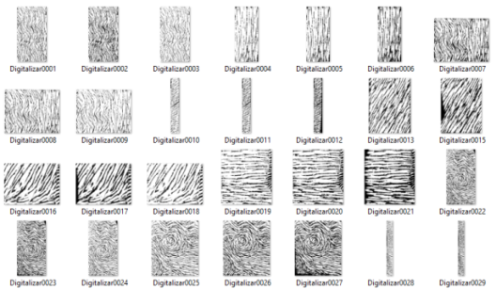 Digitalizar0001 Digitalizar0002 Digitalizar0003 Digitalizar0004 Digitalizar0005 Digitalizar0006 Digitalizar0007
Digitalizar0008 Digitalizar0009 Digitalizar0010 Digitalizar0011 Digitalizar0012 Digitalizar0013 Digitalizar0015
Digitalizar0016 Digitalizar0017 Digitalizar0018 Digitalizar0019 Digitalizar0020 Digitalizar0021 Digitalizar0022
Digitalizar0023 Digitalizar0024 Digitalizar0025 Digitalizar0026 Digitalizar0027 Digitalizar0028 Digitalizar0029